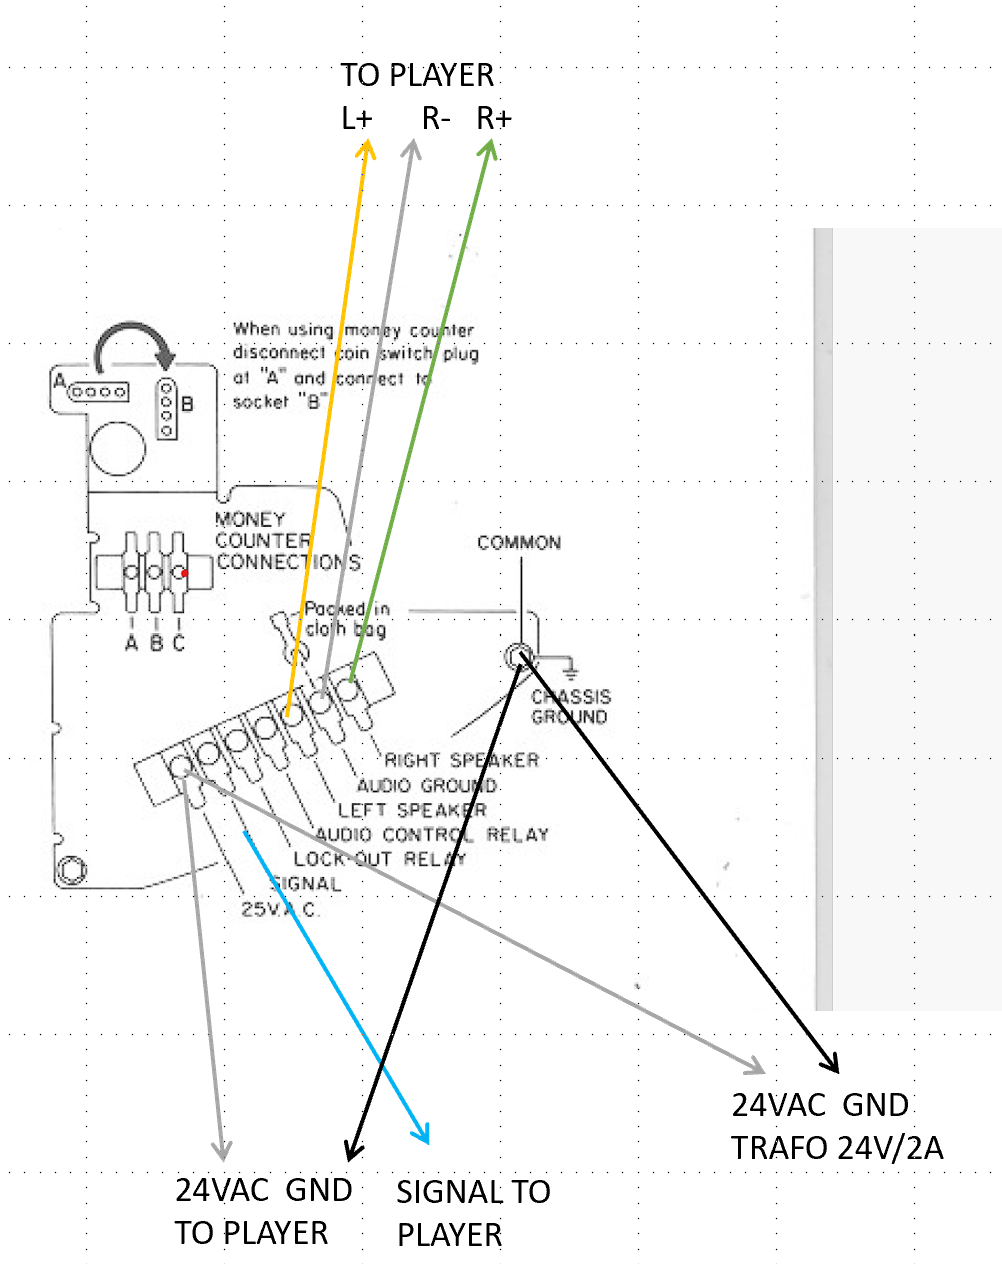 TO PLAYER
L+ R- R+
When using money counter
disconnect coin switch plug
at "A" and connect to
socket "B"
A
B
MONEY
COUNTER
CONNECTIONS
COMMON
Packed in
cloth bag
A B C
CHASSIS
GROUND
RIGHT SPEAKER
AUDIO GROUND
LEFT SPEAKER
AUDIO CONTROL RELAY
LOCK-OUT RELAY
SIGNAL
25V.A.C.
24VAC GND
TRAFO 24V/2A
24VAC GND
TO PLAYER
SIGNAL TO
PLAYER